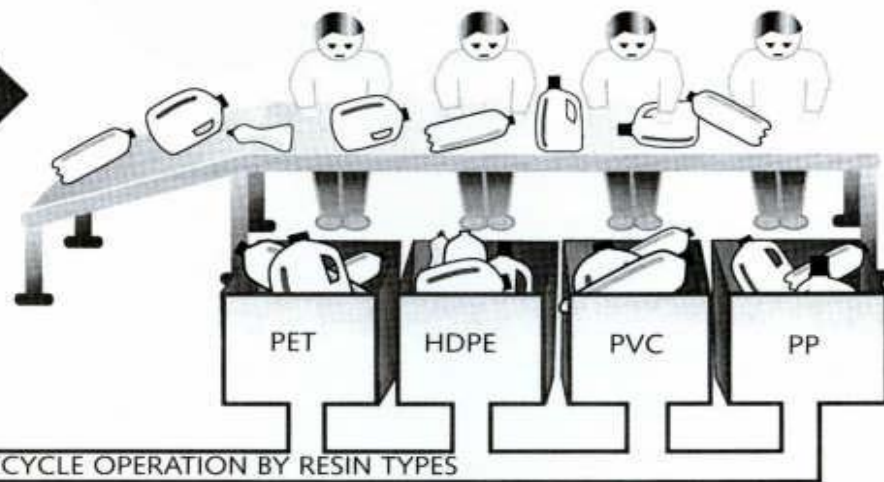 PET
HDPE
PVC
PP
CYCLE OPERATION BY RESIN TYPES